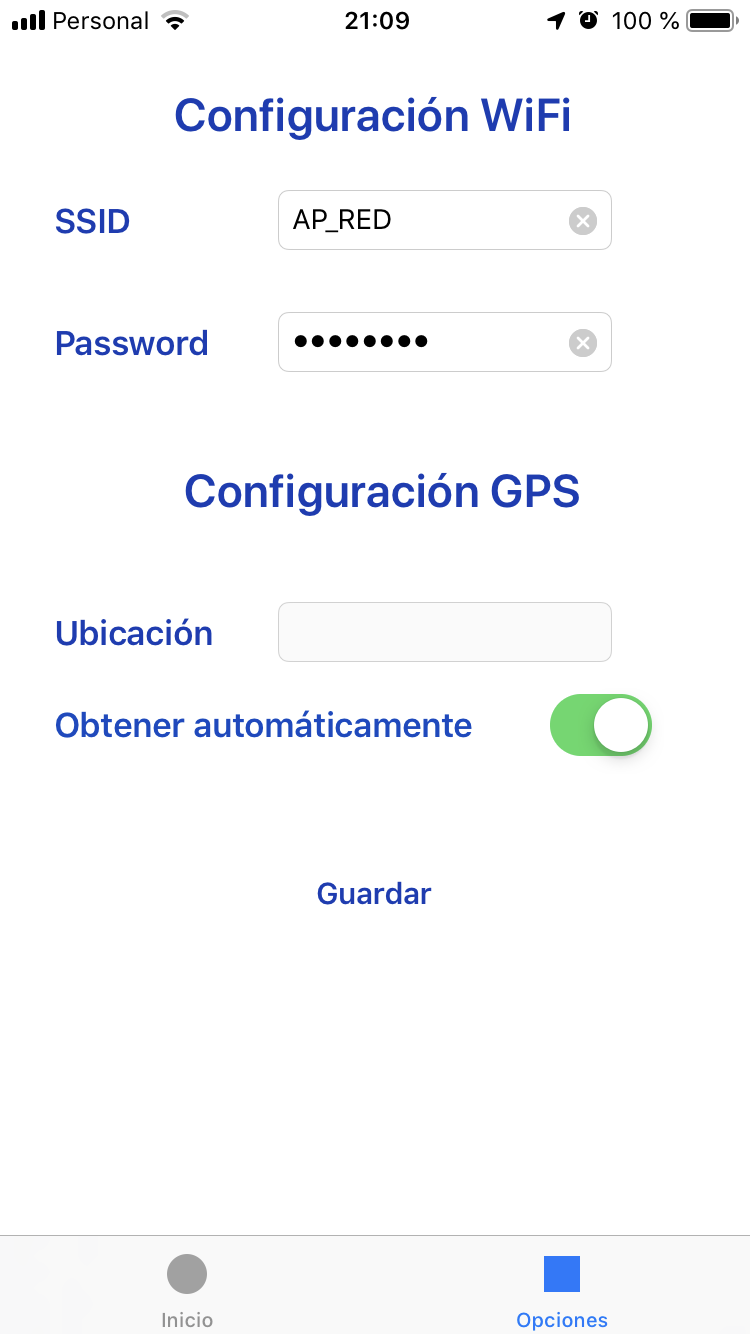 Personal 21:09 100 %
Configuración WiFi
SSID AP_RED
Password ••••••••
Configuración GPS
Ubicación
Obtener automáticamente
Guardar
Inicio Opciones